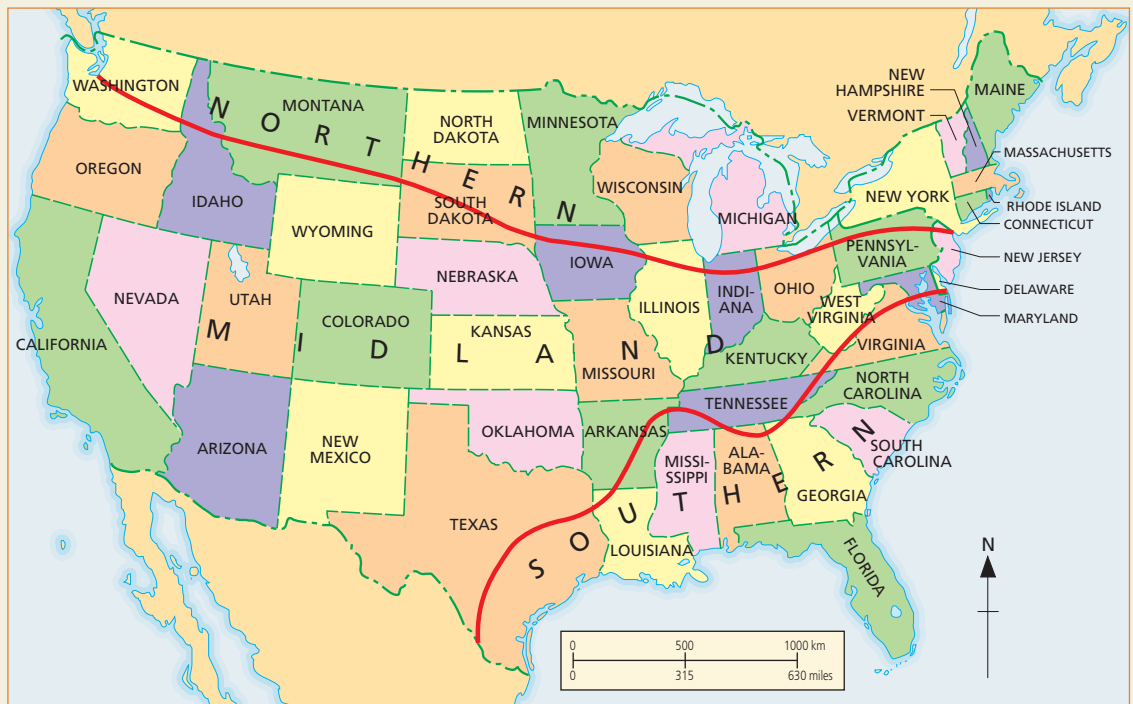 WASHINGTON
MONTANA
NORTH
DAKOTA
MINNESOTA
NEW
HAMPSHIRE
VERMONT
MAINE
MASSACHUSETTS
RHODE ISLAND
CONNECTICUT
NEW YORK
NORTHERN
OREGON
IDAHO
WYOMING
SOUTH
DAKOTA
WISCONSIN
MICHIGAN
PENNSYL-
VANIA
NEW JERSEY
DELAWARE
MARYLAND
NEVADA
UTAH
NEBRASKA
IOWA
ILLINOIS
INDI-
ANA
OHIO
WEST
VIRGINIA
VIRGINIA
CALIFORNIA
COLORADO
KANSAS
MISSOURI
KENTUCKY
MIDLAND
ARIZONA
NEW
MEXICO
OKLAHOMA
ARKANSAS
TENNESSEE
NORTH
CAROLINA
SOUTH
CAROLINA
TEXAS
LOUISIANA
MISSI-
SSIPPI
ALA-
BAMA
GEORGIA
FLORIDA
SOUTHERN
N
0 500 1000 km
0 315 630 miles